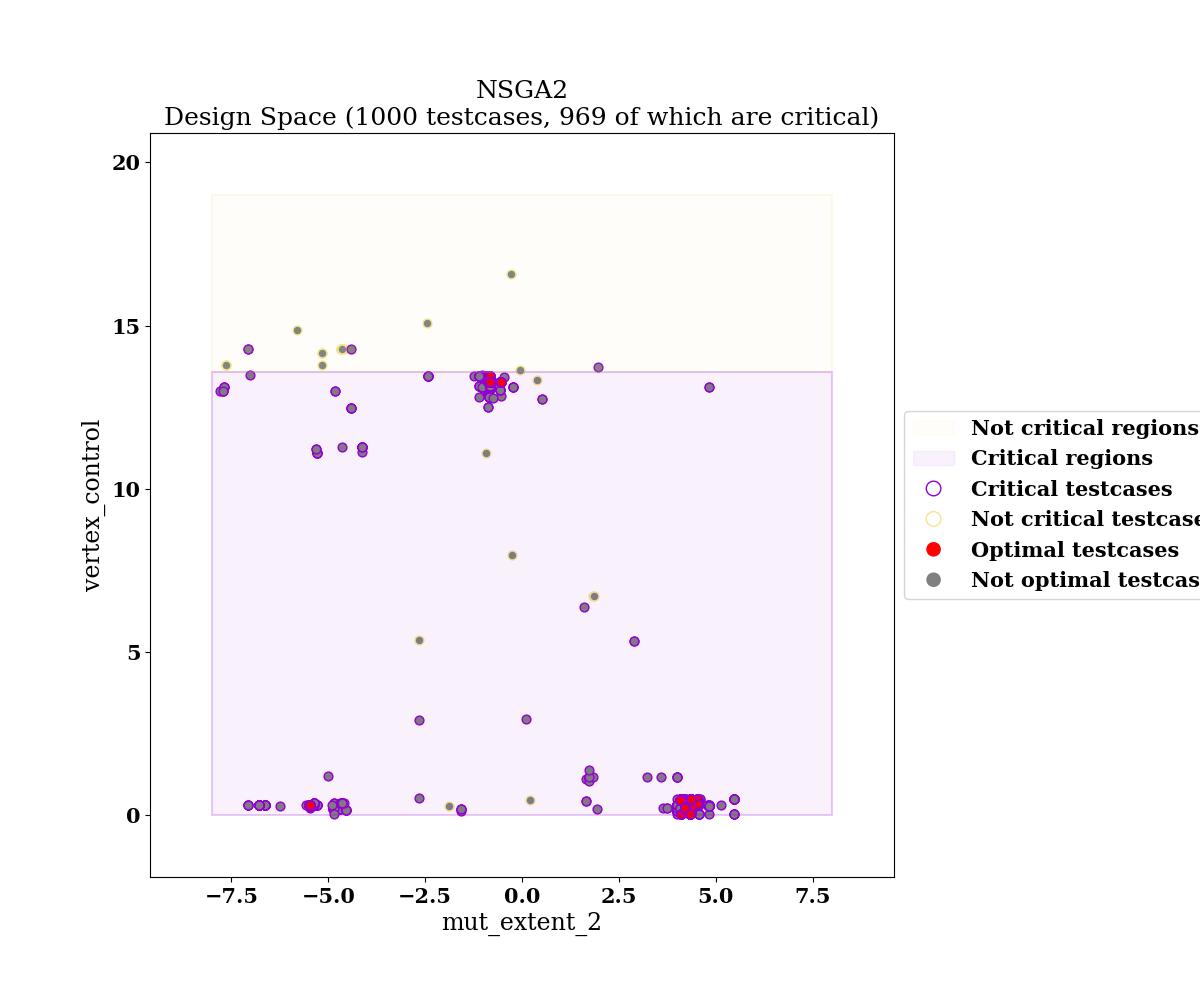 NSGA2
Design Space (1000 testcases, 969 of which are critical)
20
15
10
5
0
vertex_control
−7.5
−5.0
−2.5
0.0
2.5
5.0
7.5
mut_extent_2
Not critical regions
Critical regions
Critical testcases
Not critical testcase
Optimal testcases
Not optimal testcas